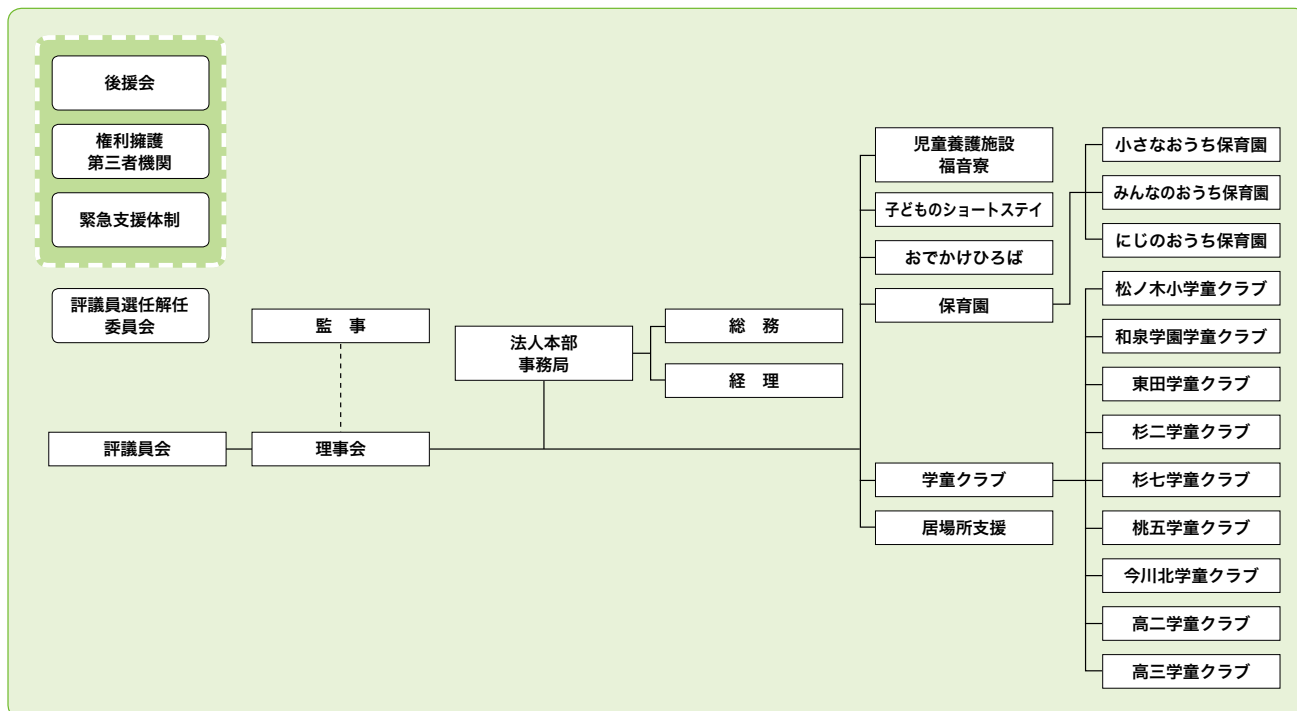 後援会
権利擁護
第三者機関
緊急支援体制
評議員選任解任
委員会
監　事
評議員会
理事会
法人本部
事務局
総　務
経　理
児童養護施設
福音寮
子どものショートステイ
おでかけひろば
保育園
学童クラブ
居場所支援
小さなおうち保育園
みんなのおうち保育園
にじのおうち保育園
松ノ木小学童クラブ
和泉学園学童クラブ
東田学童クラブ
杉二学童クラブ
杉七学童クラブ
桃五学童クラブ
今川北学童クラブ
高二学童クラブ
高三学童クラブ